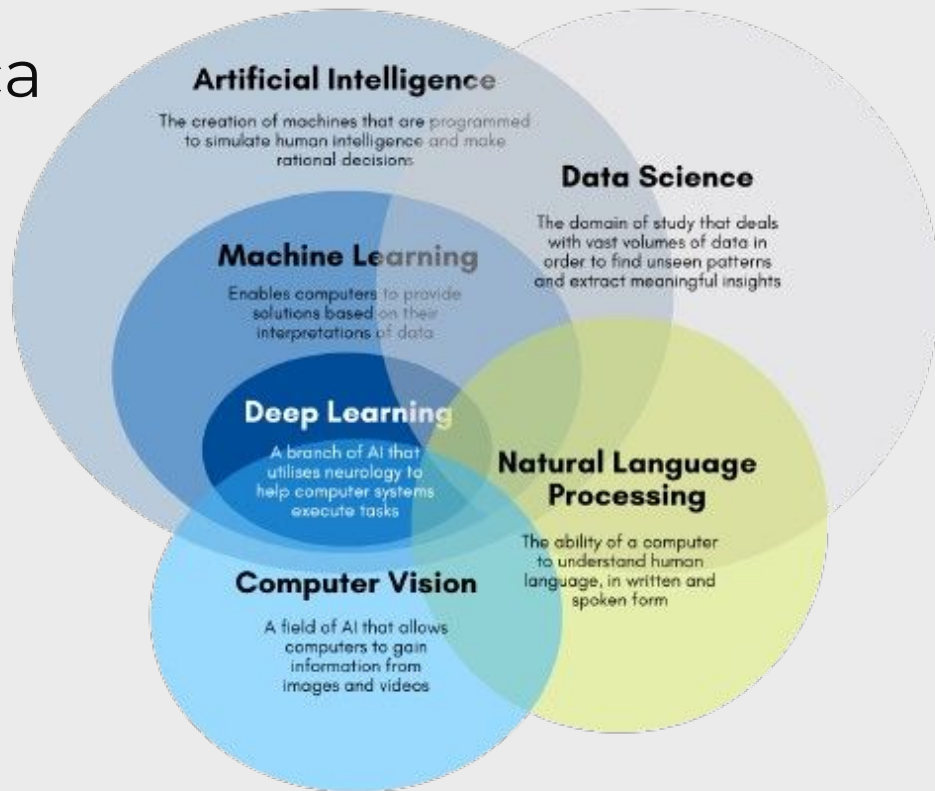 Artificial Intelligence
The creation of machines that are programmed
to simulate human intelligence and make
rational decisions
Data Science
The domain of study that deals
with vast volumes of data in
order to find unseen patterns
and extract meaningful insights
Machine Learning
Enables computers to provide
solutions based on their
interpretations of data
Deep Learning
A branch of AI that
utilises neurology to
help computer systems
execute tasks
Natural Language
Processing
The ability of a computer
to understand human
language, in written and
spoken form
Computer Vision
A field of AI that allows
computers to gain
information from
images and videos